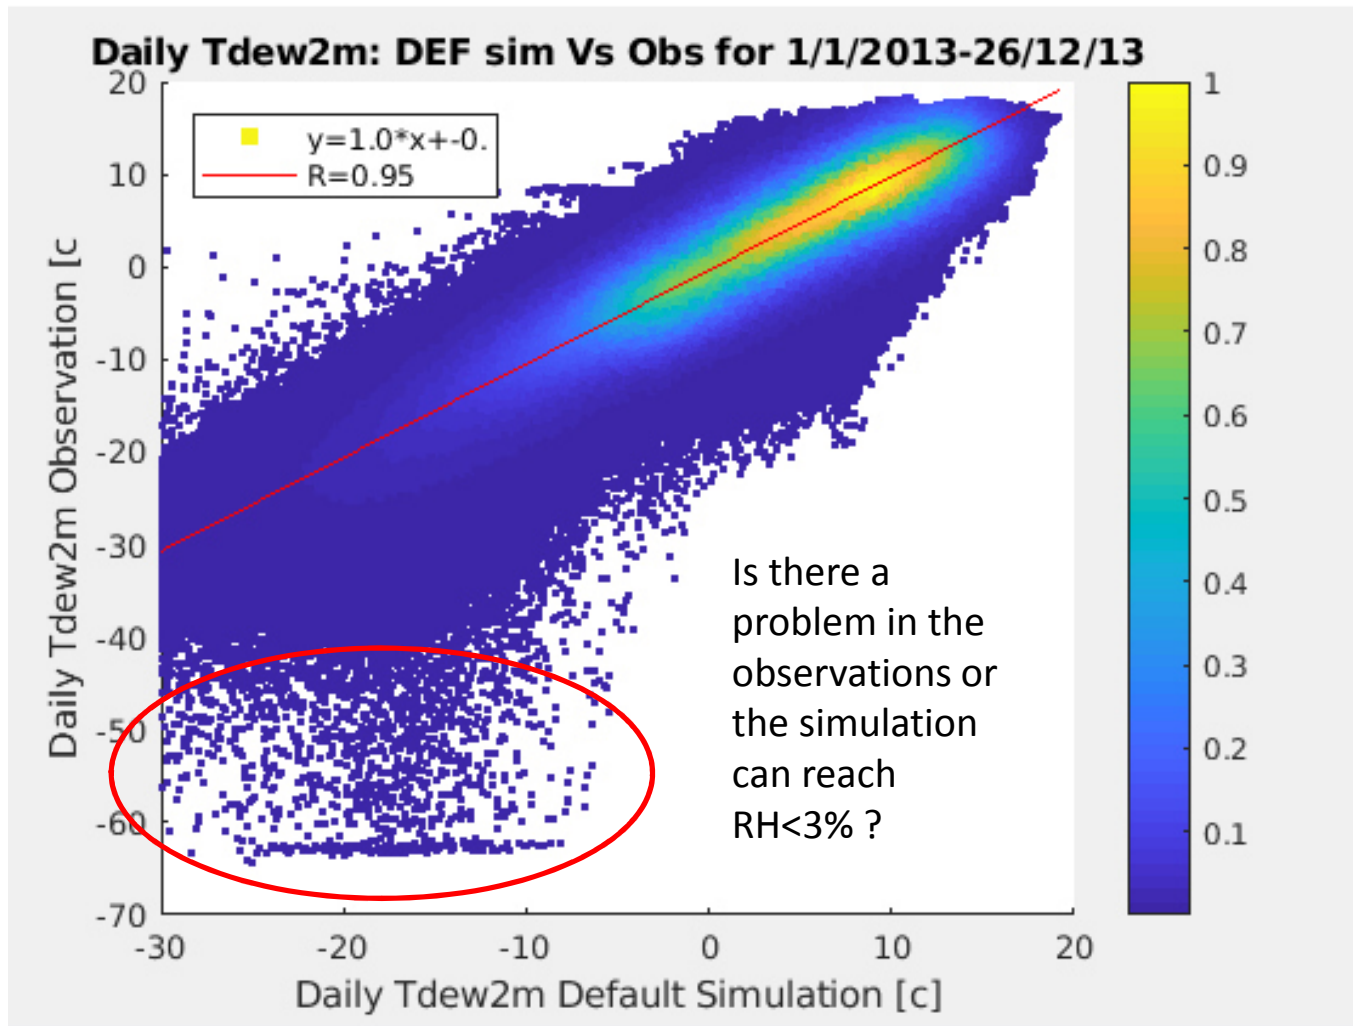 Daily Tdew2m: DEF sim Vs Obs for 1/1/2013-26/12/13
y=1.0*x+-0.
R=0.95
Daily Tdew2m Observation [c
20
10
0
-10
-20
-30
-40
-50
-60
-70
-30
-20
-10
0
10
20
Daily Tdew2m Default Simulation [c]
Is there a
problem in the
observations or
the simulation
can reach
RH<3% ?
1
0.9
0.8
0.7
0.6
0.5
0.4
0.3
0.2
0.1